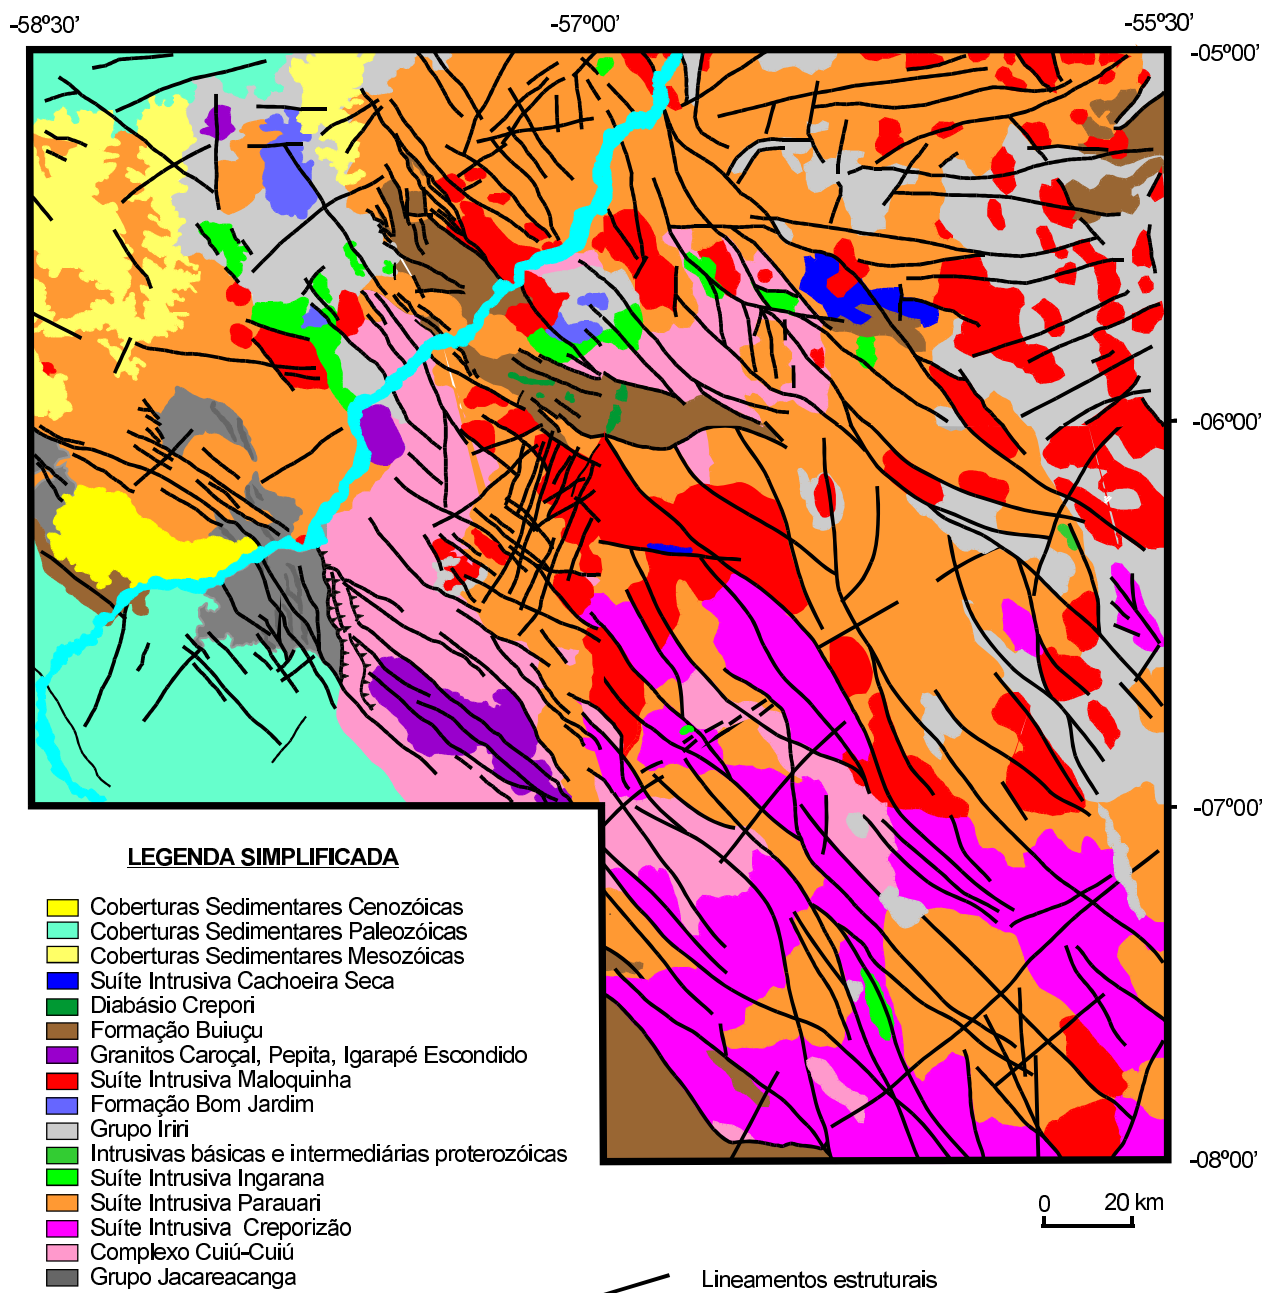 -58º30’ -57º00’ -55º30’
-05º00’
-06º00’
-07º00’
LEGENDA SIMPLIFICADA
Coberturas Sedimentares Cenozóicas
Coberturas Sedimentares Paleozóicas
Coberturas Sedimentares Mesozóicas
Suíte Intrusiva Cachoeira Seca
Diabásio Crepori
Formação Buiuçu
Granitos Caroçal, Pepita, Igarapé Escondido
Suíte Intrusiva Maloquinha
Formação Bom Jardim
Grupo Iriri
Intrusivas básicas e intermediárias proterozóicas
Suíte Intrusiva Ingarana
Suíte Intrusiva Parauari
Suíte Intrusiva Creporizão
Complexo Cuiú-Cuiú
Grupo Jacareacanga
-08º00’
0 20 km
Lineamentos estruturais